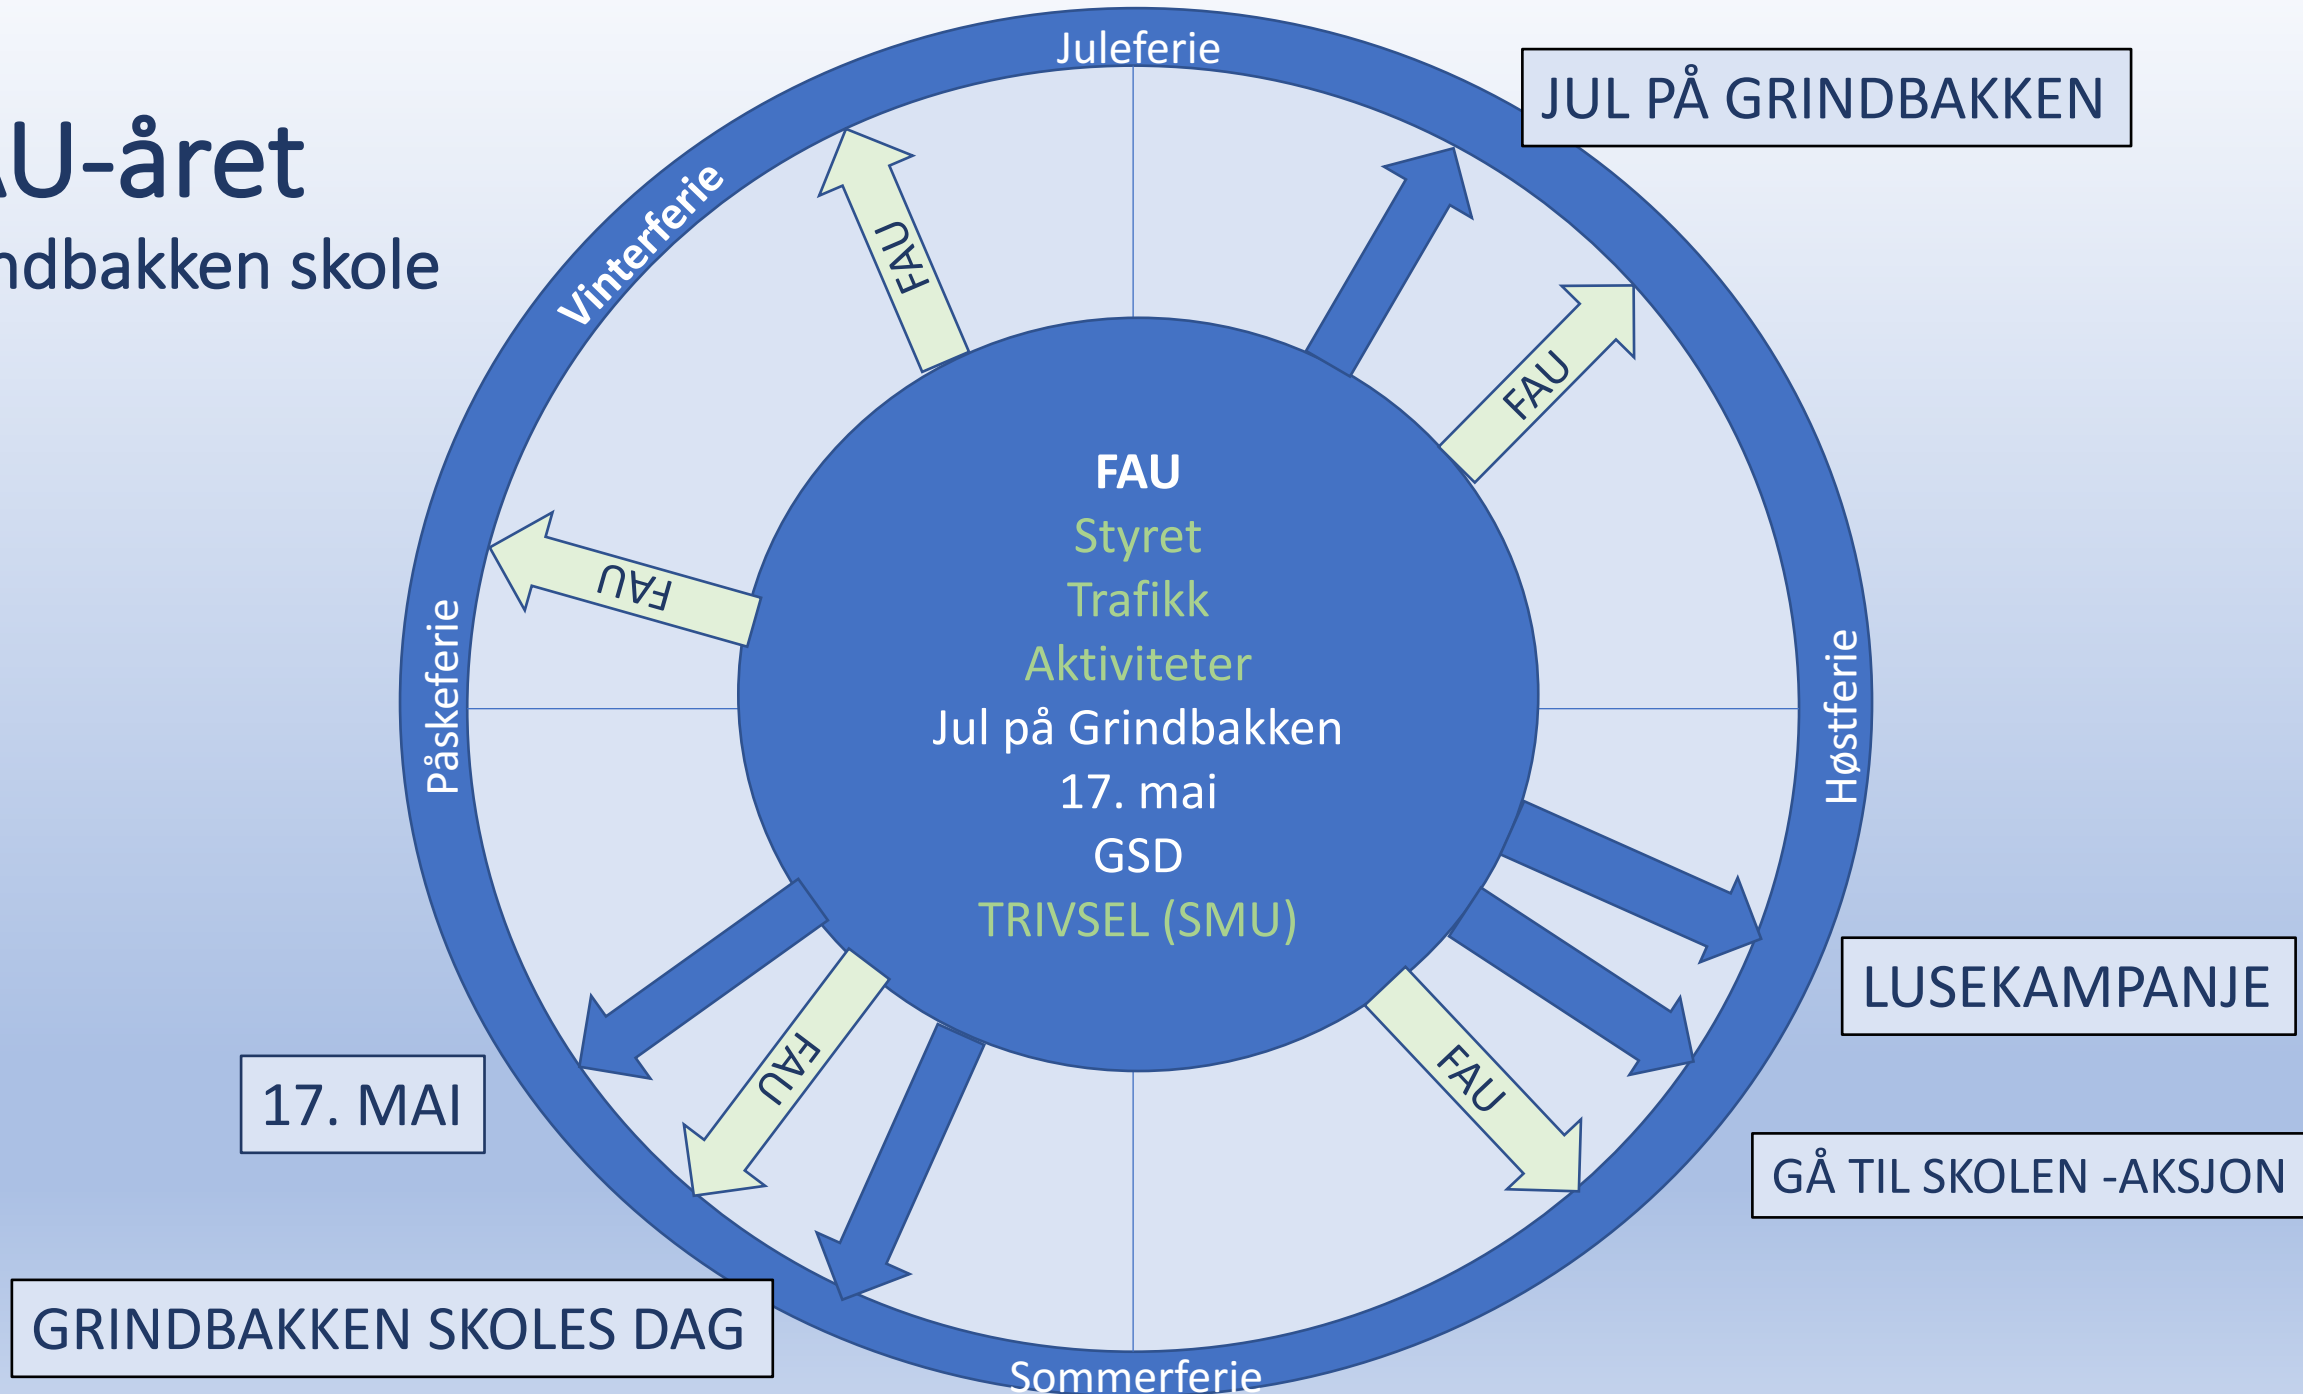 AU-året
ndbakken skole
Juleferie
JUL PÅ GRINDBAKKEN
Vinterferie
FAU
FAU
FAU
Påskeferie
Høstferie
FAU
Styret
Trafikk
Aktiviteter
Jul på Grindbakken
17. mai
GSD
TRIVSEL (SMU)
LUSEKAMPANJE
FAU
FAU
17. MAI
GÅ TIL SKOLEN -AKSJON
GRINDBAKKEN SKOLES DAG
Sommerferie